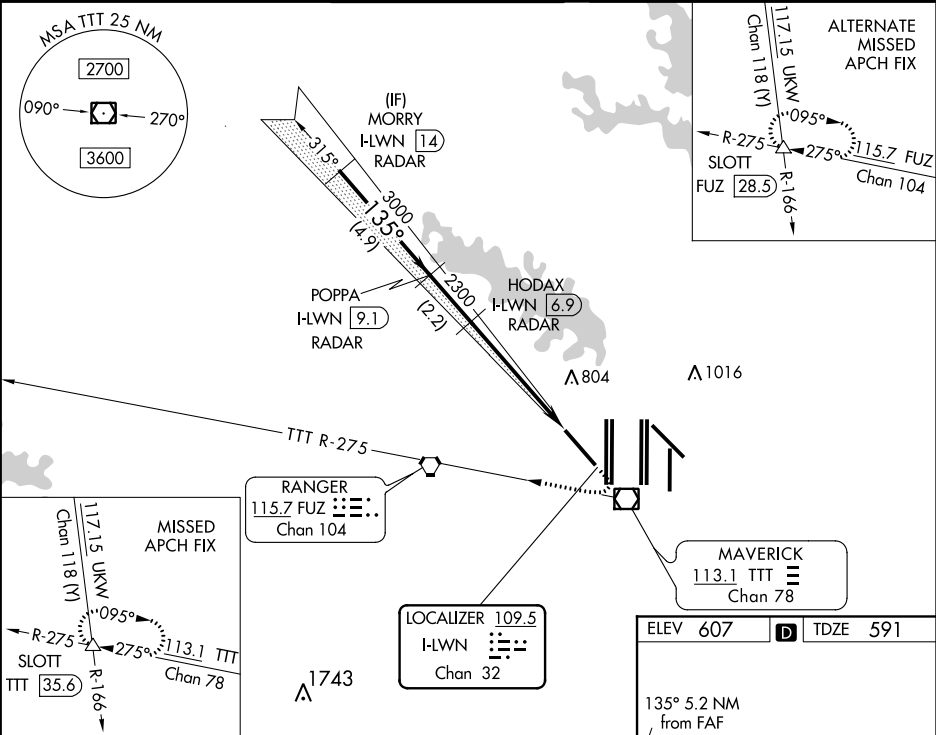 MSA TTT 25 NM
2700
090°
270°
3600
(IF)
MORRY
I-LWN 14
RADAR
315°
135°
3000
(4.9)
POPPA
I-LWN 9.1
RADAR
2300
(2.2)
HODAX
I-LWN 6.9
RADAR
804
1016
ALTERNATE
MISSED
APCH FIX
117.15 UKW
Chan 118 (Y)
095°
R-275
275°
115.7 FUZ
Chan 104
SLOTT
FUZ 28.5
R-166
TTT R-275
RANGER
115.7 FUZ
Chan 104
MAVERICK
113.1 TTT
Chan 78
LOCALIZER 109.5
I-LWN
Chan 32
1743
MISSED
APCH FIX
117.15 UKW
Chan 118 (Y)
095°
R-275
275°
113.1 TTT
Chan 78
SLOTT
TTT 35.6
R-166
ELEV 607 D TDZE 591
135° 5.2 NM
from FAF